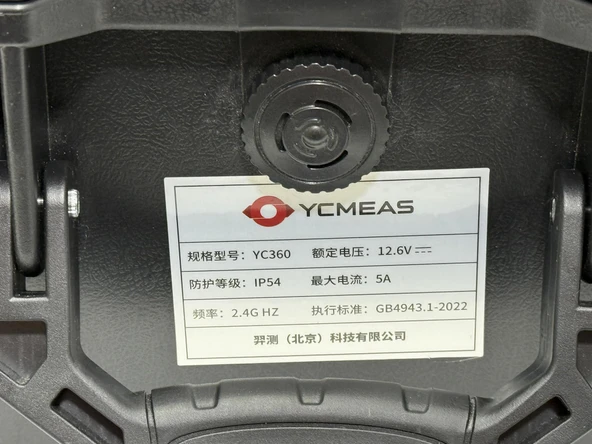 YCMEAS
规格型号：YC360 额定电压：12.6V⎓
防护等级：IP54 最大电流：5A
频率：2.4G HZ 执行标准：GB4943.1-2022
羿测（北京）科技有限公司